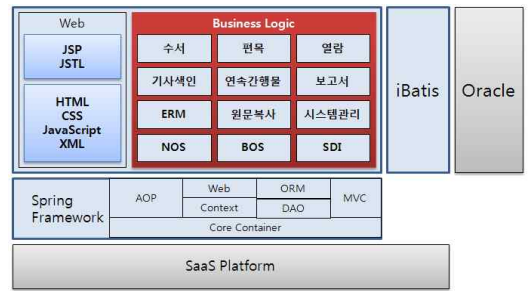 Web
JSP
JSTL
HTML
CSS
JavaScript
XML
Business Logic
수서 편목 열람
기사색인 연속간행물 보고서
ERM 원문복사 시스템관리
NOS BOS SDI
iBatis
Oracle
Spring
Framework
AOP
Web ORM
Context DAO
MVC
Core Container
SaaS Platform